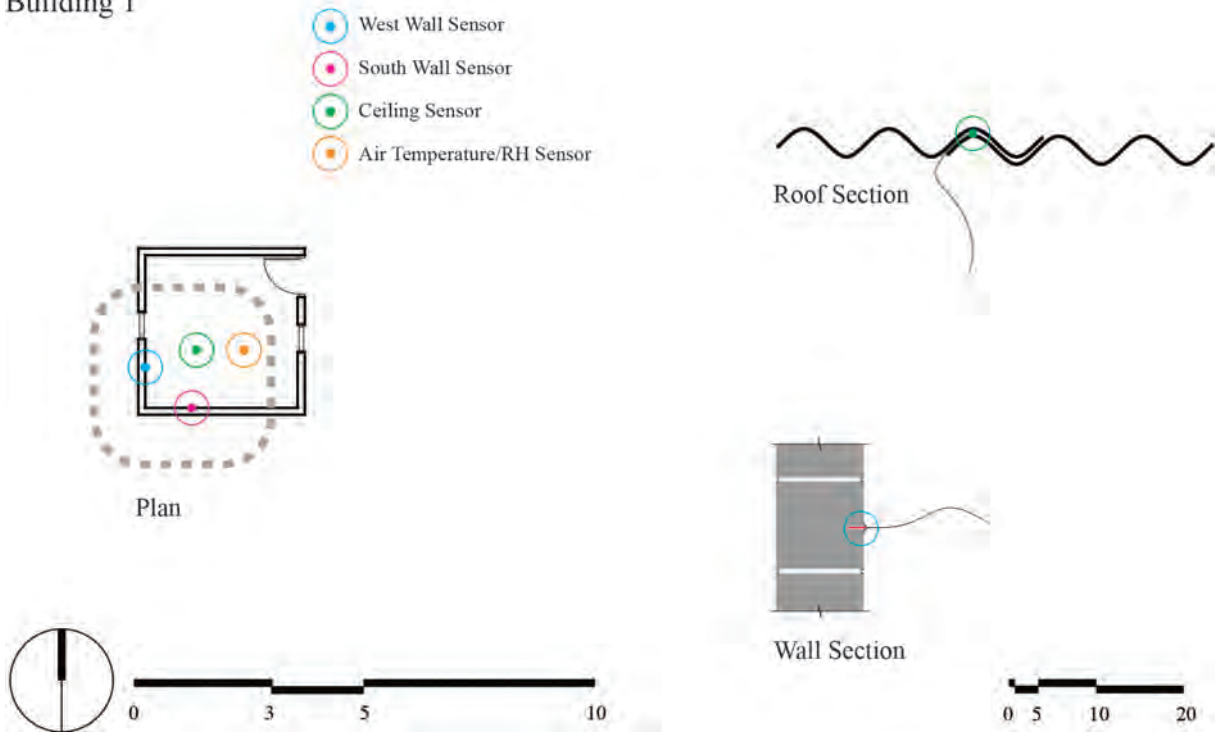 Building 1
West Wall Sensor
South Wall Sensor
Ceiling Sensor
Air Temperature/RH Sensor
Roof Section
Plan
Wall Section
0 3 5 10
0 5 10 20